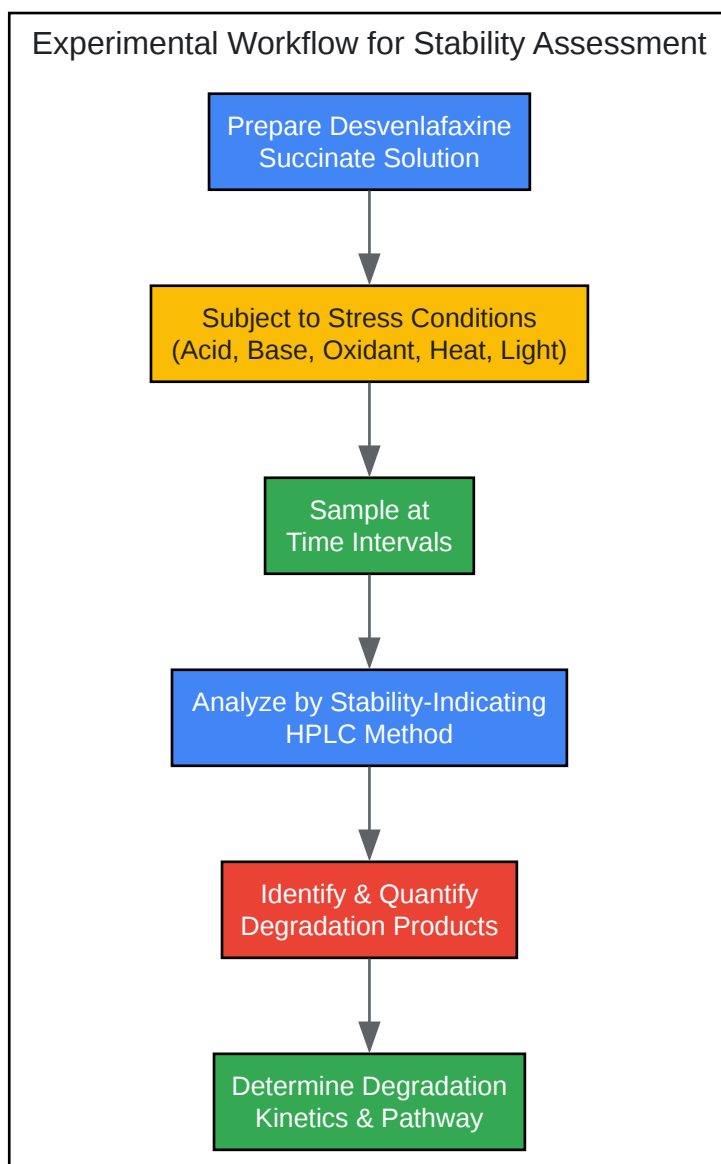 Experimental Workflow for Stability Assessment
Prepare Desvenlafaxine
Succinate Solution
Subject to Stress Conditions
(Acid, Base, Oxidant, Heat, Light)
Sample at
Time Intervals
Analyze by Stability-Indicating
HPLC Method
Identify & Quantify
Degradation Products
Determine Degradation
Kinetics & Pathway